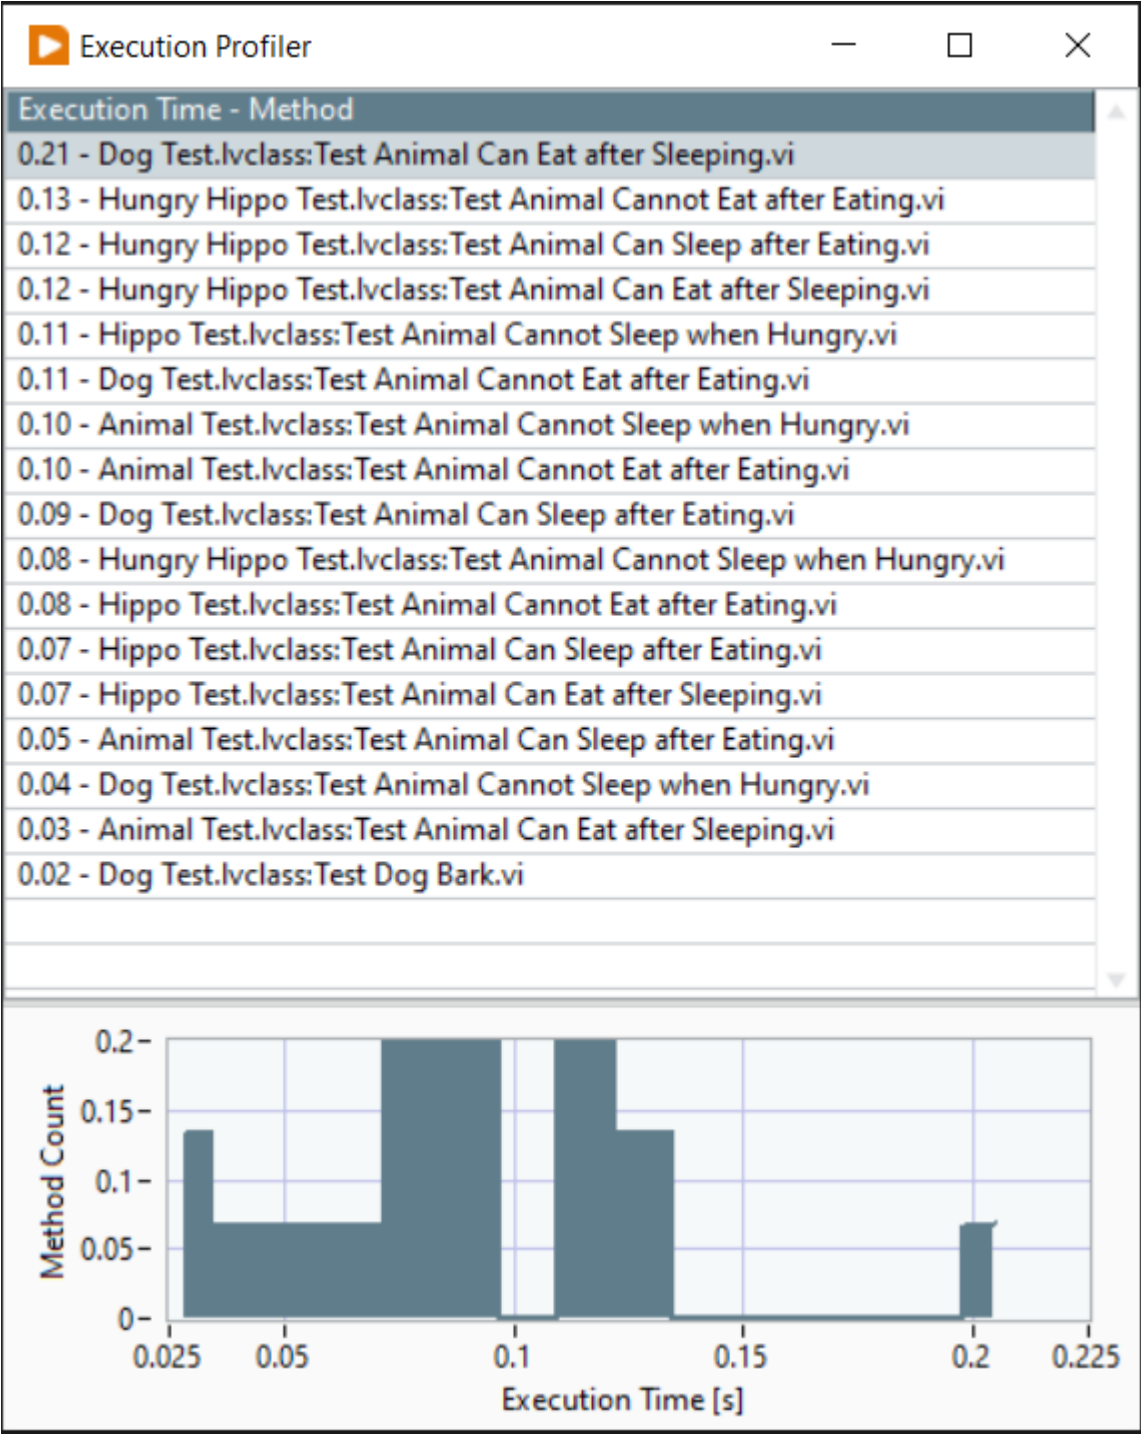 Execution Profiler
Execution Time - Method
0.21 - Dog Test.lvclass:Test Animal Can Eat after Sleeping.vi
0.13 - Hungry Hippo Test.lvclass:Test Animal Cannot Eat after Eating.vi
0.12 - Hungry Hippo Test.lvclass:Test Animal Can Sleep after Eating.vi
0.12 - Hungry Hippo Test.lvclass:Test Animal Can Eat after Sleeping.vi
0.11 - Hippo Test.lvclass:Test Animal Cannot Sleep when Hungry.vi
0.11 - Dog Test.lvclass:Test Animal Cannot Eat after Eating.vi
0.10 - Animal Test.lvclass:Test Animal Cannot Sleep when Hungry.vi
0.10 - Animal Test.lvclass:Test Animal Cannot Eat after Eating.vi
0.09 - Dog Test.lvclass:Test Animal Can Sleep after Eating.vi
0.08 - Hungry Hippo Test.lvclass:Test Animal Cannot Sleep when Hungry.vi
0.08 - Hippo Test.lvclass:Test Animal Cannot Eat after Eating.vi
0.07 - Hippo Test.lvclass:Test Animal Can Sleep after Eating.vi
0.07 - Hippo Test.lvclass:Test Animal Can Eat after Sleeping.vi
0.05 - Animal Test.lvclass:Test Animal Can Sleep after Eating.vi
0.04 - Dog Test.lvclass:Test Animal Cannot Sleep when Hungry.vi
0.03 - Animal Test.lvclass:Test Animal Can Eat after Sleeping.vi
0.02 - Dog Test.lvclass:Test Dog Bark.vi
Method Count
0.2
0.15
0.1
0.05
0
0.025 0.05 0.1 0.15 0.2 0.225
Execution Time [s]